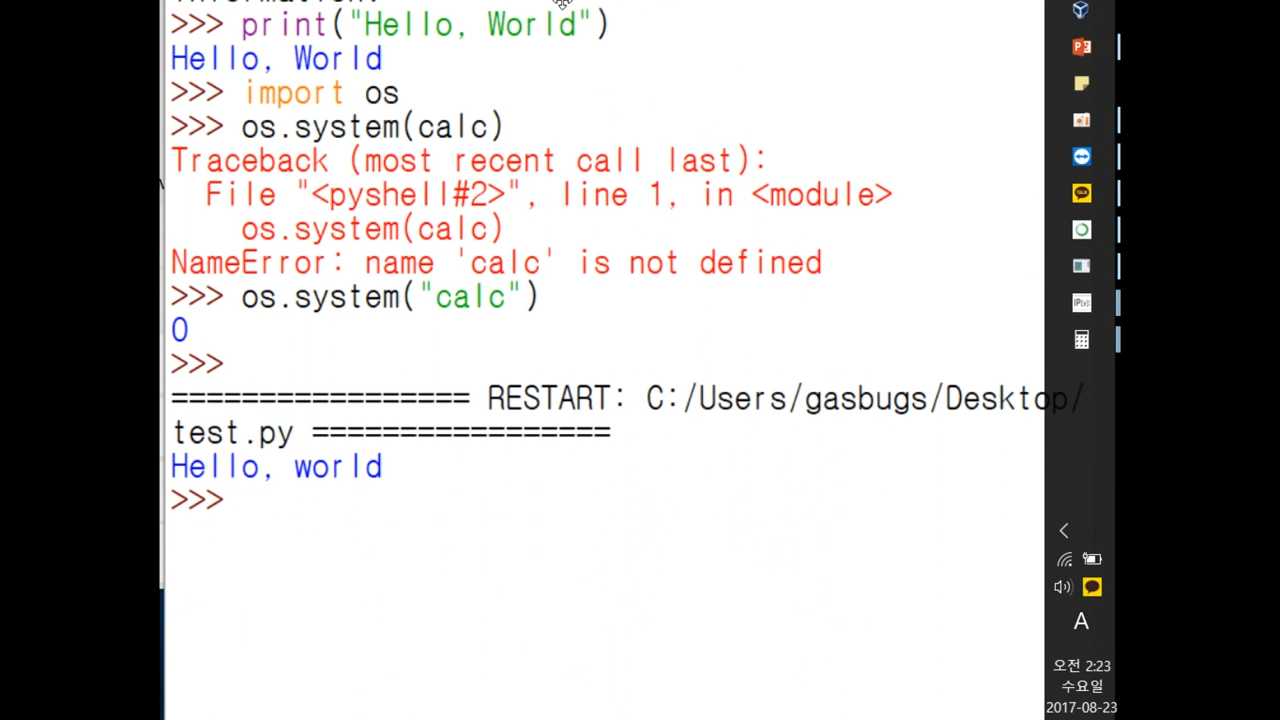 >>> print("Hello, World")
Hello, World
>>> import os
>>> os.system(calc)
Traceback (most recent call last):
  File "<pyshell#2>", line 1, in <module>
    os.system(calc)
NameError: name 'calc' is not defined
>>> os.system("calc")
0
>>>
================= RESTART: C:/Users/gasbugs/Desktop/
test.py =================
Hello, world
>>>
A
오전 2:23
수요일
2017-08-23